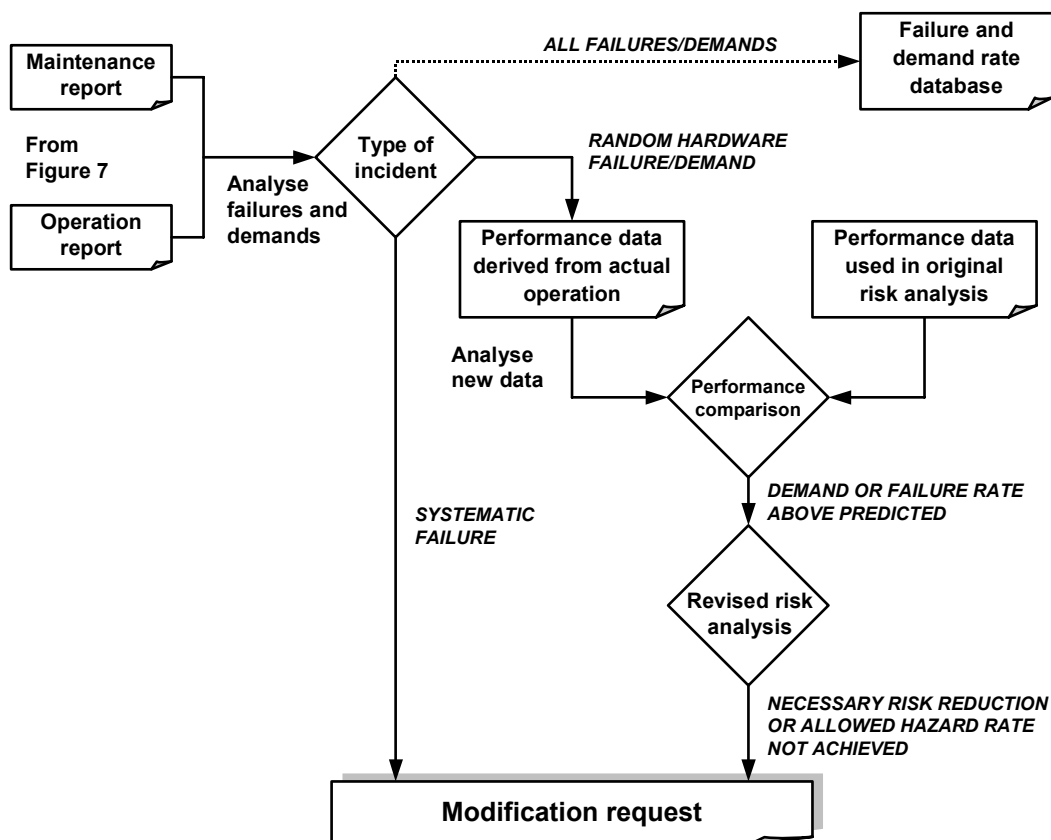 ALL FAILURES/DEMANDS
Failure and
demand rate
database
Maintenance
report
From
Figure 7
Operation
report
Analyse
failures and
demands
Type of
incident
RANDOM HARDWARE
FAILURE/DEMAND
Performance data
derived from actual
operation
Performance data
used in original
risk analysis
Analyse
new data
Performance
comparison
SYSTEMATIC
FAILURE
DEMAND OR FAILURE RATE
ABOVE PREDICTED
Revised risk
analysis
NECESSARY RISK REDUCTION
OR ALLOWED HAZARD RATE
NOT ACHIEVED
Modification request